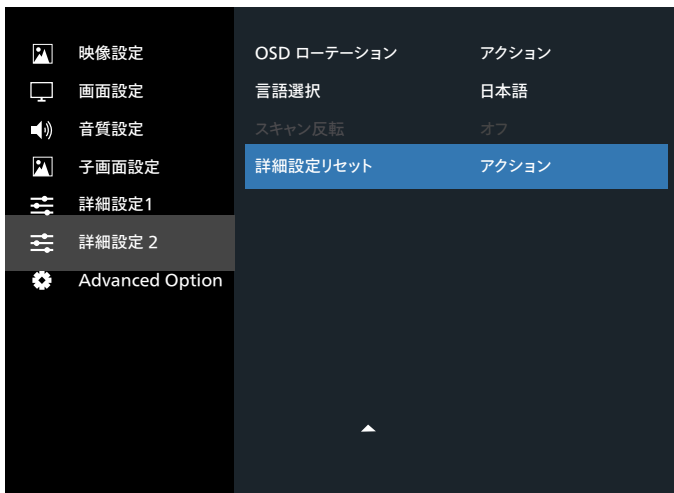 映像設定
画面設定
音質設定
子画面設定
詳細設定1
詳細設定 2
Advanced Option
OSD ローテーション アクション
言語選択 日本語
スキャン反転 オフ
詳細設定リセット アクション